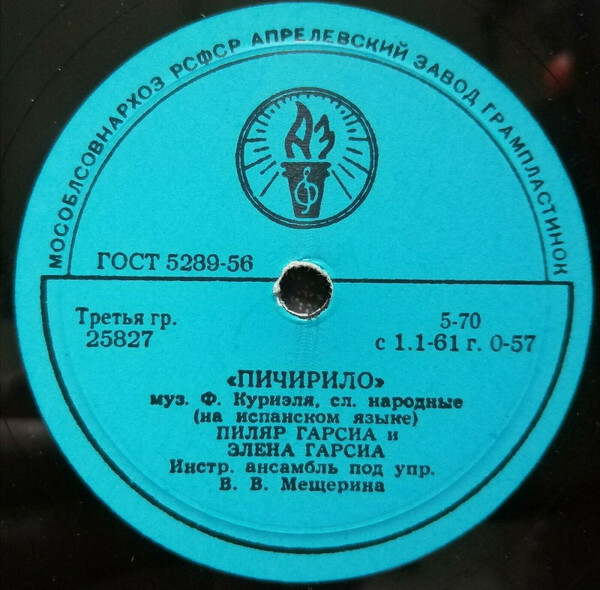 МОСОБЛСОВНАРХОЗ РСФСР АПРЕЛЕВСКИЙ ЗАВОД ГРАМПЛАСТИНОК
АЗ
ГОСТ 5289-56
Третья гр. 5-70
25827 с 1.1-61 г. 0-57
«ПИЧИРИЛО»
муз. Ф. Куриэля, сл. народные
(на испанском языке)
ПИЛЯР ГАРСИА и
ЭЛЕНА ГАРСИА
Инстр. ансамбль под упр.
В. В. Мещерина